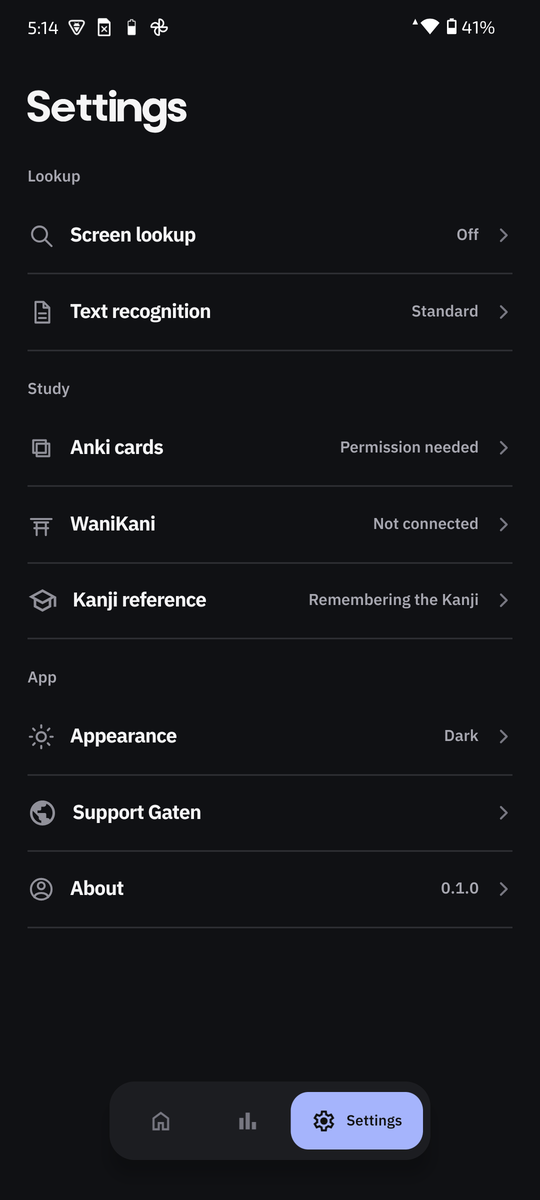 5:14
41%
Settings
Lookup
Screen lookup Off
Text recognition Standard
Study
Anki cards Permission needed
WaniKani Not connected
Kanji reference Remembering the Kanji
App
Appearance Dark
Support Gaten
About 0.1.0
Settings